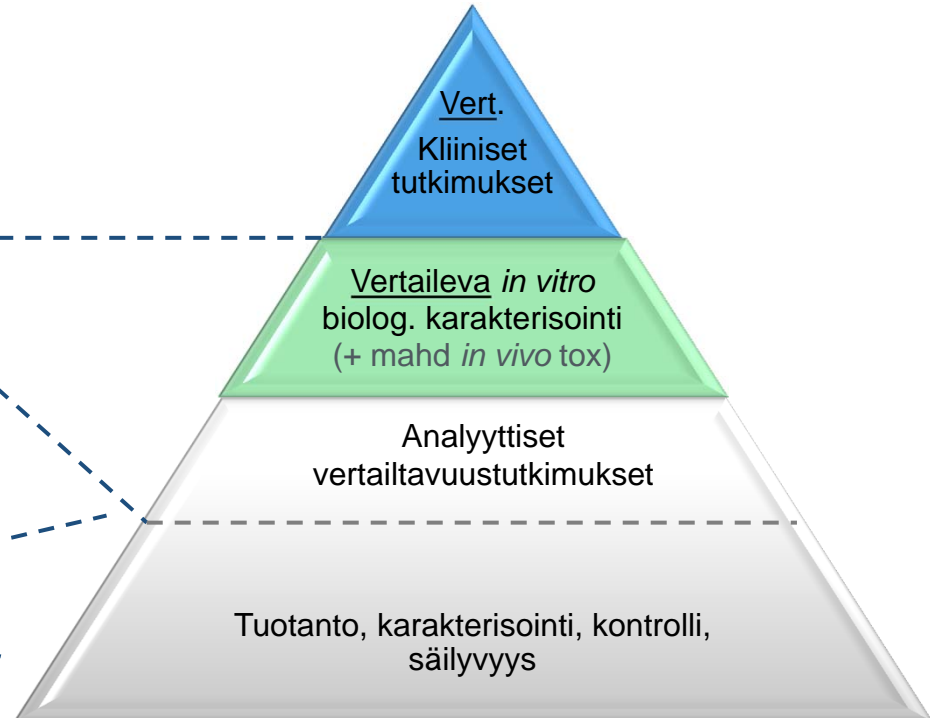 Vert.
Kliiniset
tutkimukset
Vertaileva in vitro
biolog. karakterisointi
(+ mahd in vivo tox)
Analyyttiset
vertailtavuustutkimukset
Tuotanto, karakterisointi, kontrolli,
säilyvyys